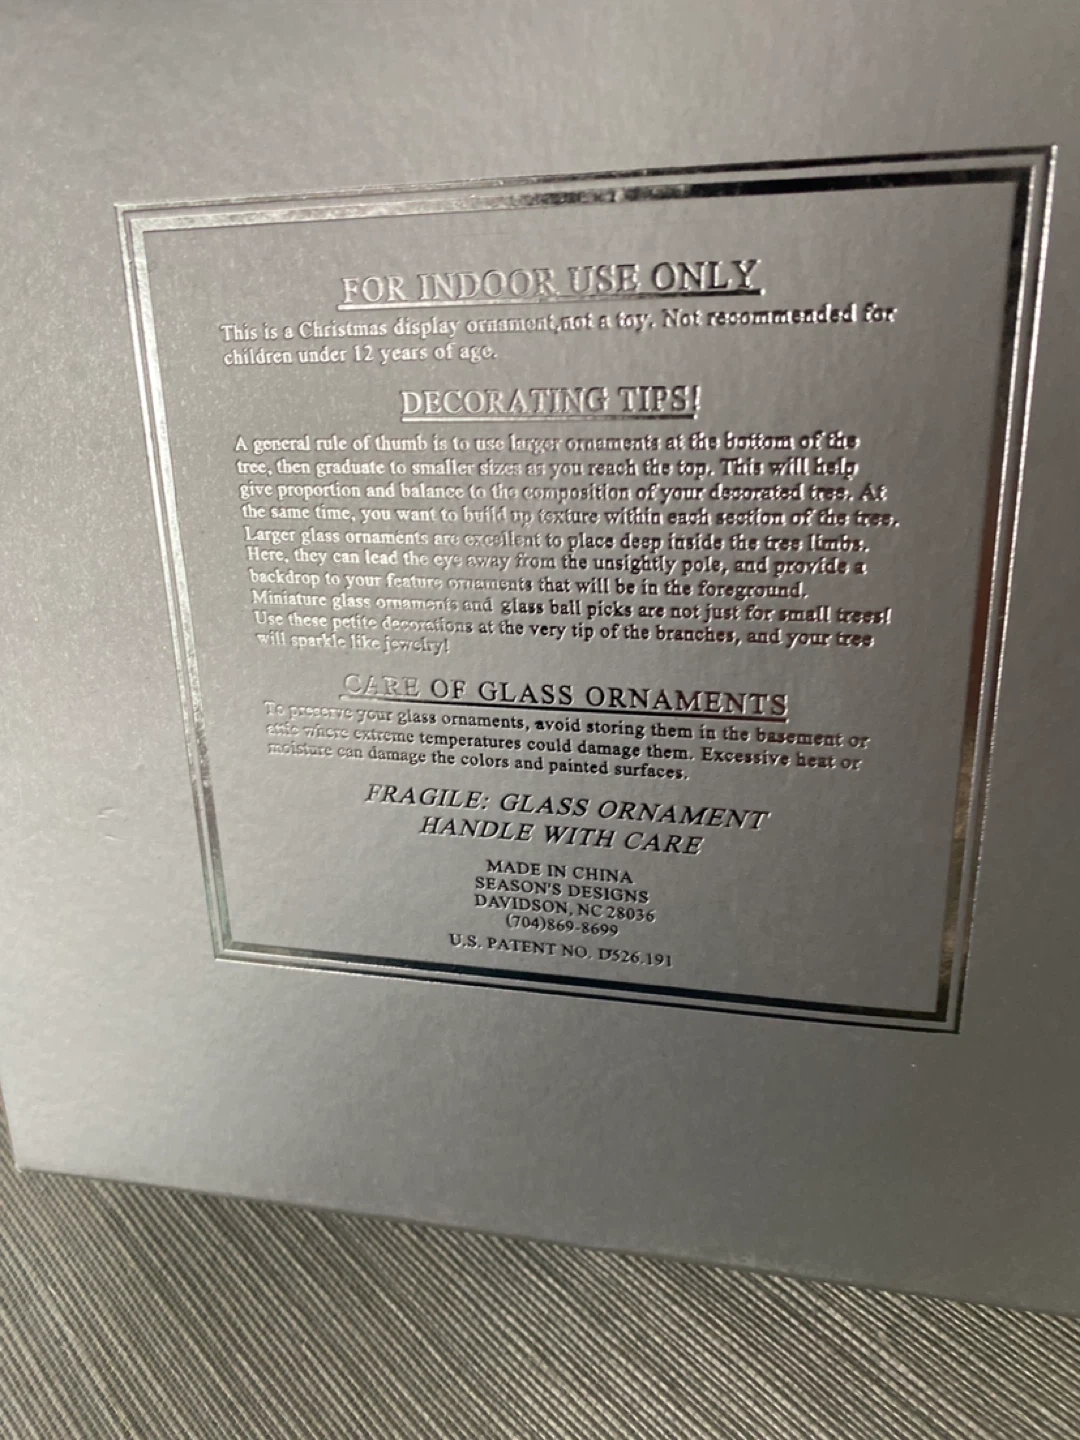 FOR INDOOR USE ONLY
This is a Christmas display ornament,not a toy. Not recommended for
children under 12 years of age.
DECORATING TIPS!
A general rule of thumb is to use larger ornaments at the bottom of the
tree, then graduate to smaller sizes as you reach the top. This will help
give proportion and balance to the composition of your decorated tree. At
the same time, you want to build up texture within each section of the tree.
Larger glass ornaments are excellent to place deep inside the tree limbs.
Here, they can lead the eye away from the unsightly pole, and provide a
backdrop to your feature ornaments that will be in the foreground.
Miniature glass ornaments and glass ball picks are not just for small trees!
Use these petite decorations at the very tip of the branches, and your tree
will sparkle like jewelry!
CARE OF GLASS ORNAMENTS
To preserve your glass ornaments, avoid storing them in the basement or
attic where extreme temperatures could damage them. Excessive heat or
moisture can damage the colors and painted surfaces.
FRAGILE: GLASS ORNAMENT
HANDLE WITH CARE
MADE IN CHINA
SEASON'S DESIGNS
DAVIDSON, NC 28036
(704)869-8699
U.S. PATENT NO. D526,191